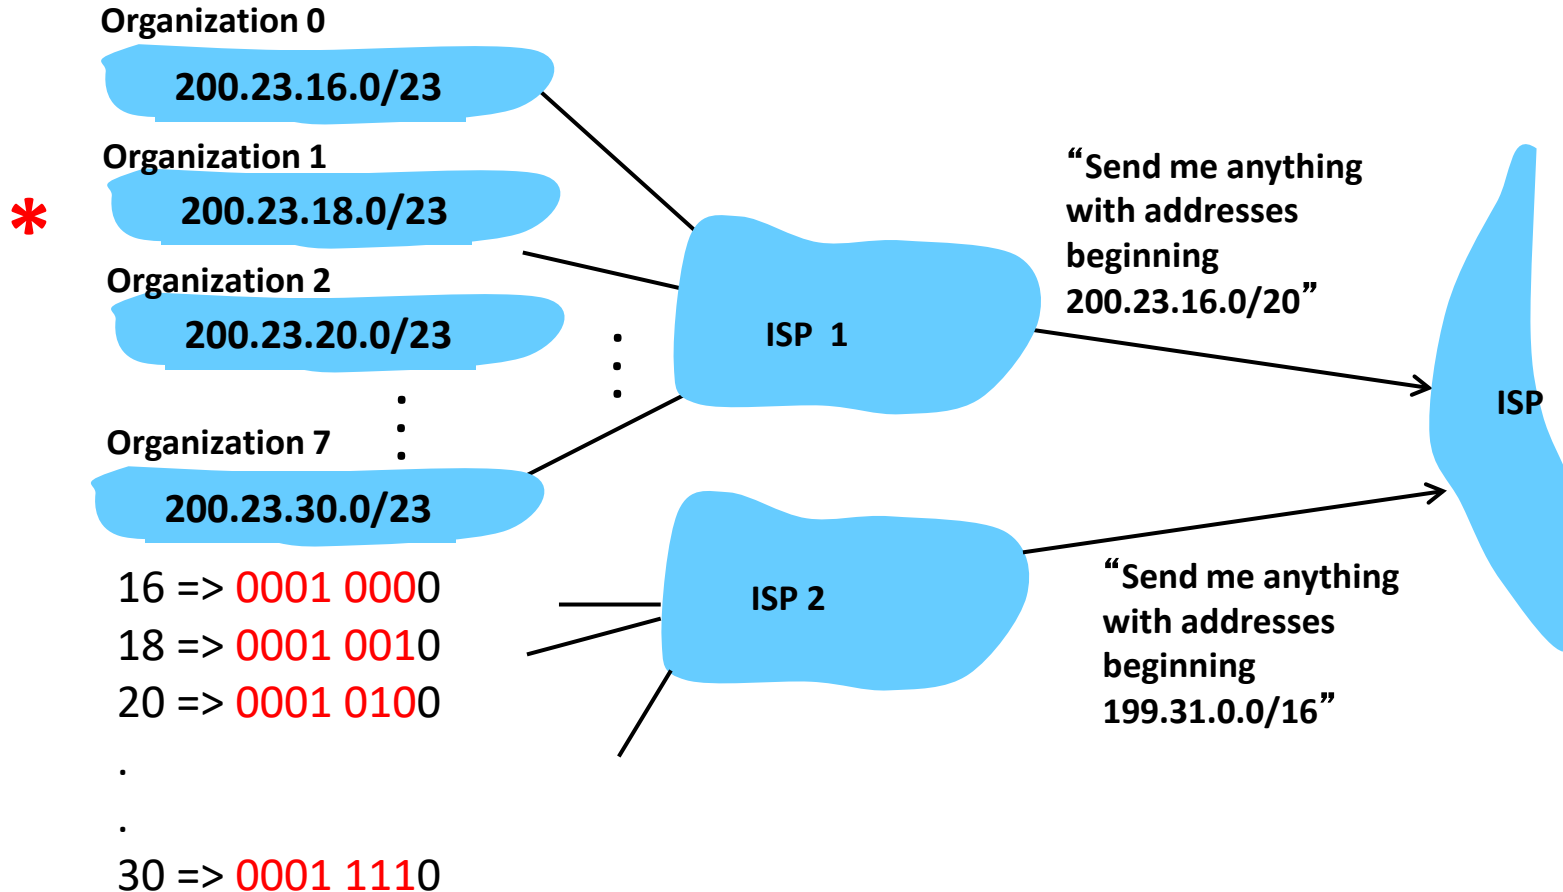 Organization 0
200.23.16.0/23
Organization 1
*
200.23.18.0/23
Organization 2
200.23.20.0/23
Organization 7
200.23.30.0/23
16 => 0001 0000
18 => 0001 0010
20 => 0001 0100
.
.
30 => 0001 1110
ISP 1
“Send me anything
with addresses
beginning
200.23.16.0/20”
ISP 2
“Send me anything
with addresses
beginning
199.31.0.0/16”
ISP